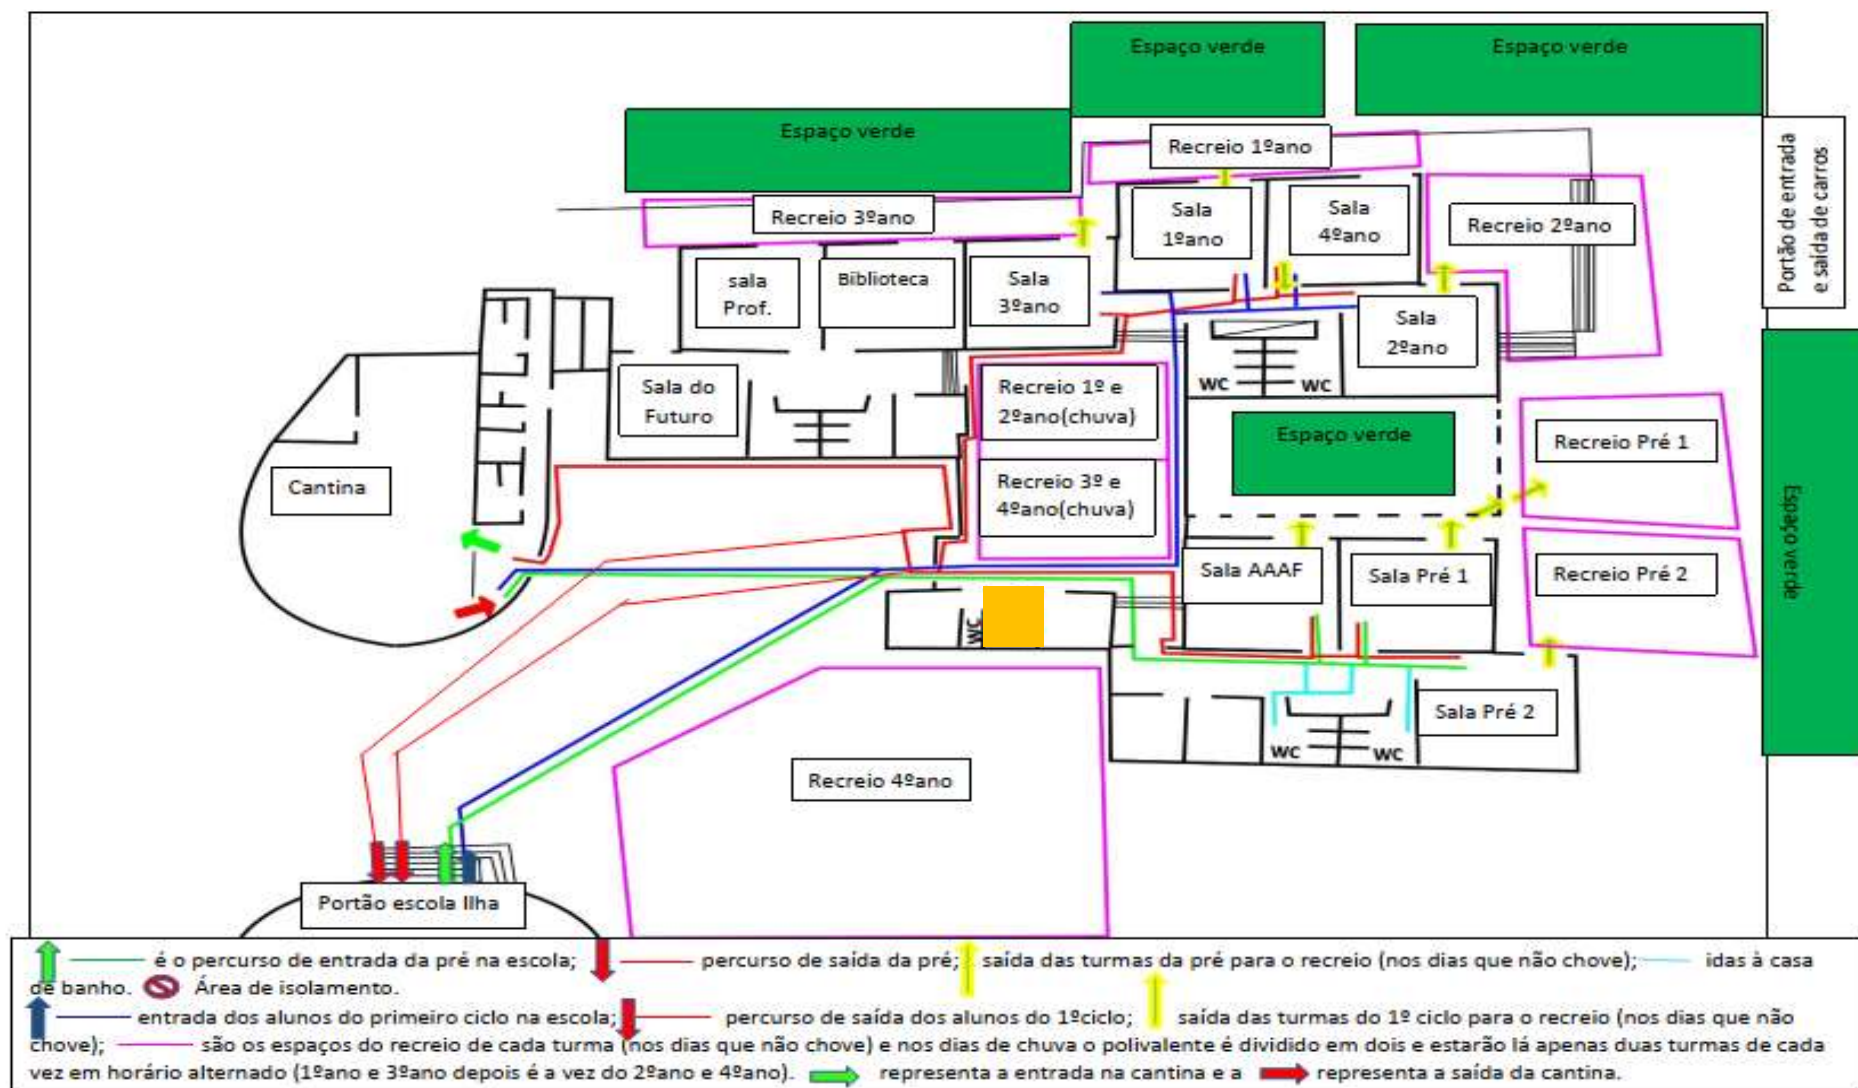 Espaço verde
Espaço verde
Espaço verde
Recreio 1ºano
Portão de entrada
e saída de carros
Recreio 3ºano
Sala
1ºano
Sala
4ºano
Recreio 2ºano
sala
Prof.
Biblioteca
Sala
3ºano
Sala
2ºano
WC
WC
Sala do
Futuro
Recreio 1º e
2ºano(chuva)
Espaço verde
Recreio Pré 1
Cantina
Recreio 3º e
4ºano(chuva)
Espaço verde
Sala AAAF
Sala Pré 1
Recreio Pré 2
WC
Sala Pré 2
WC
WC
Recreio 4ºano
Portão escola Ilha
é o percurso de entrada da pré na escola; percurso de saída da pré; saída das turmas da pré para o recreio (nos dias que não chove); idas à casa
de banho. Área de isolamento.
entrada dos alunos do primeiro ciclo na escola; percurso de saída dos alunos do 1ºciclo; saída das turmas do 1º ciclo para o recreio (nos dias que não
chove); são os espaços do recreio de cada turma (nos dias que não chove) e nos dias de chuva o polivalente é dividido em dois e estarão lá apenas duas turmas de cada
vez em horário alternado (1ºano e 3ºano depois é a vez do 2ºano e 4ºano). representa a entrada na cantina e a representa a saída da cantina.